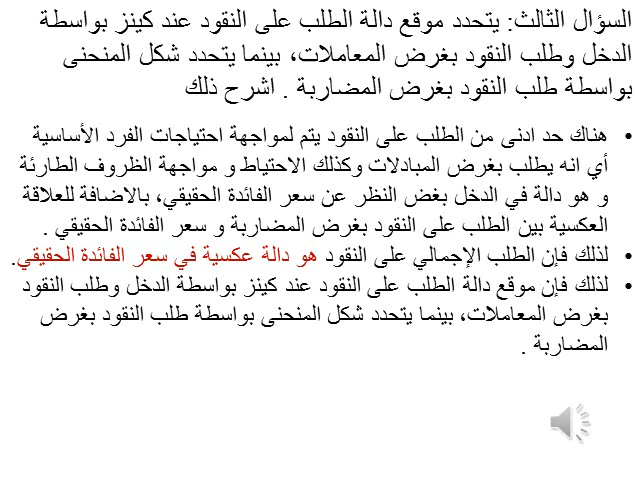 السؤال الثالث: يتحدد موقع دالة الطلب على النقود عند كينز بواسطة
الدخل وطلب النقود بغرض المعاملات، بينما يتحدد شكل المنحنى
بواسطة طلب النقود بغرض المضاربة . اشرح ذلك
• هناك حد ادنى من الطلب على النقود يتم لمواجهة احتياجات الفرد الأساسية
أي انه يطلب بغرض المبادلات وكذلك الاحتياط و مواجهة الظروف الطارئة
و هو دالة في الدخل بغض النظر عن سعر الفائدة الحقيقي، بالاضافة للعلاقة
العكسية بين الطلب على النقود بغرض المضاربة و سعر الفائدة الحقيقي .
• لذلك فإن الطلب الإجمالي على النقود هو دالة عكسية في سعر الفائدة الحقيقي.
• لذلك فإن موقع دالة الطلب على النقود عند كينز بواسطة الدخل وطلب النقود
بغرض المعاملات، بينما يتحدد شكل المنحنى بواسطة طلب النقود بغرض
المضاربة .